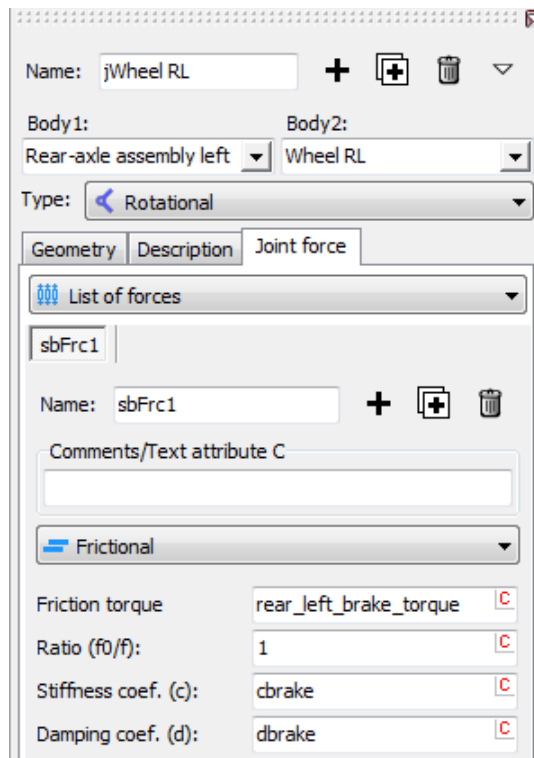 Name: jWheel RL
Body1: Body2:
Rear-axle assembly left Wheel RL
Type: Rotational
Geometry Description Joint force
List of forces
sbFrc1
Name: sbFrc1
Comments/Text attribute C
Frictional
Friction torque rear_left_brake_torque C
Ratio (f0/f): 1 C
Stiffness coef. (c): cbrake C
Damping coef. (d): dbrake C